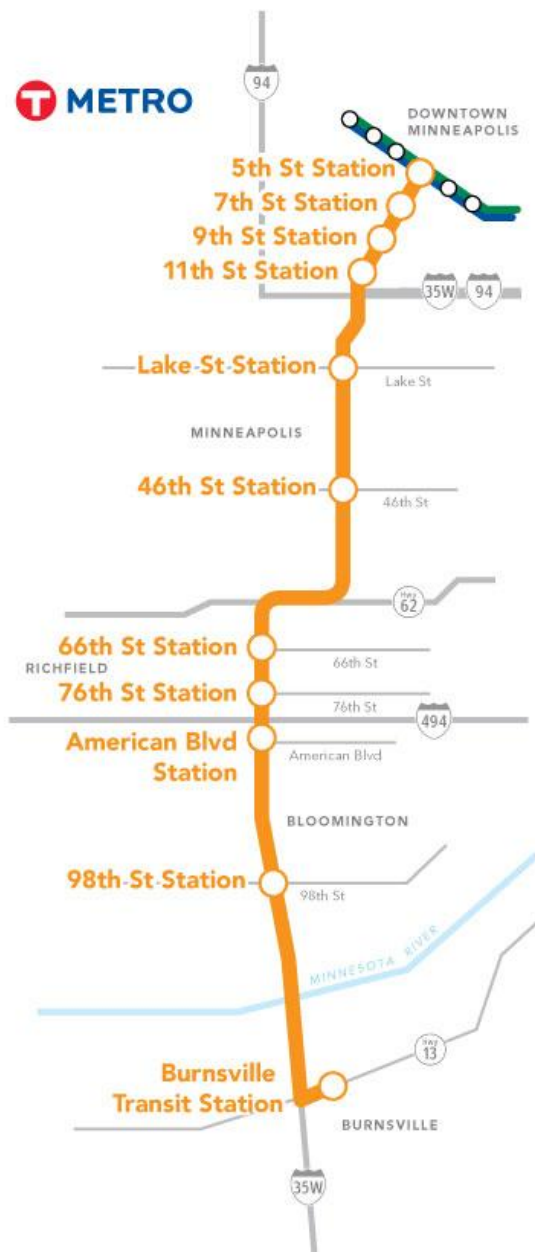 94
T METRO
DOWNTOWN
MINNEAPOLIS
5th St Station
7th St Station
9th St Station
11th St Station
35W 94
Lake St Station
Lake St
MINNEAPOLIS
46th St Station
46th St
Hwy
62
66th St Station
66th St
RICHFIELD
76th St Station
76th St
494
American Blvd
Station
American Blvd
BLOOMINGTON
98th St Station
98th St
MINNESOTA RIVER
Hwy
13
Burnsville
Transit Station
BURNSVILLE
35W